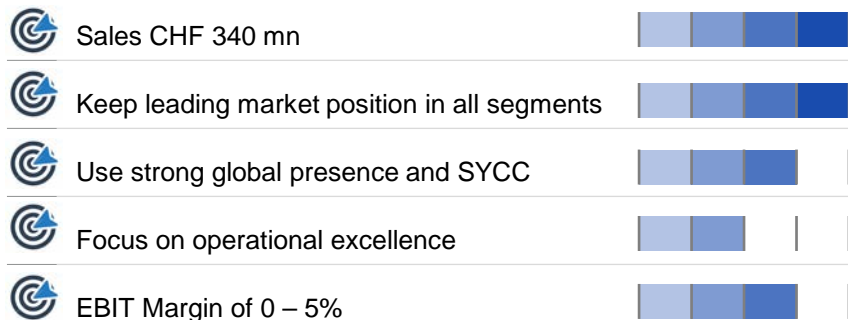 Sales CHF 340 mn
Keep leading market position in all segments
Use strong global presence and SYCC
Focus on operational excellence
EBIT Margin of 0 – 5%